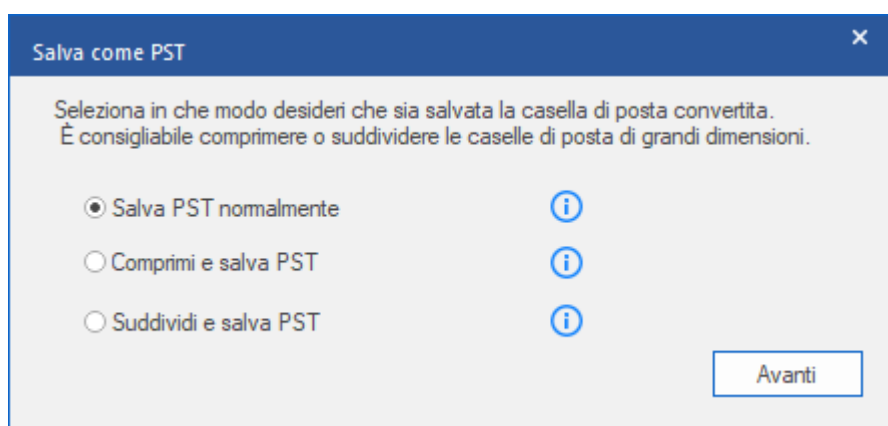 Salva come PST
Seleziona in che modo desideri che sia salvata la casella di posta convertita.
È consigliabile comprimere o suddividere le caselle di posta di grandi dimensioni.
Salva PST normalmente
Comprimi e salva PST
Suddividi e salva PST
Avanti